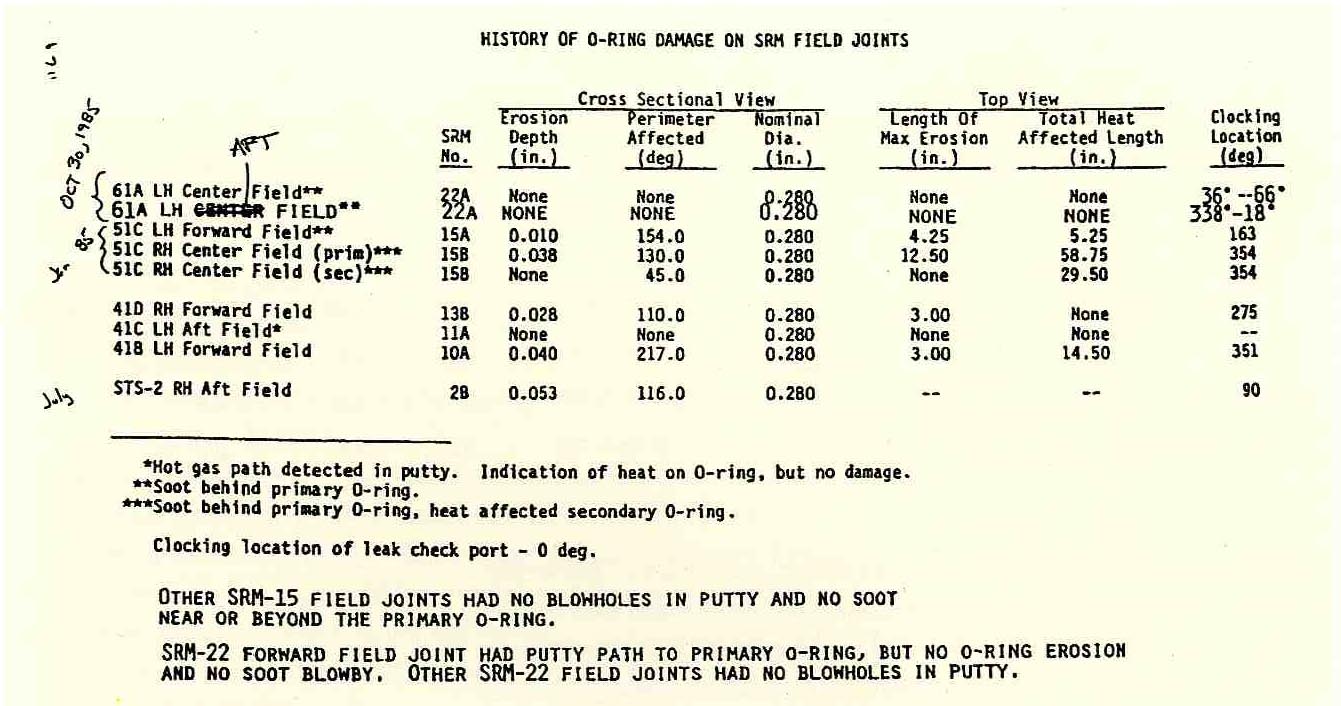 HISTORY OF O-RING DAMAGE ON SRM FIELD JOINTS
Cross Sectional View Top View
SRM No. Erosion Depth (in.) Perimeter Affected (deg) Nominal Dia. (in.) Length Of Max Erosion (in.) Total Heat Affected Length (in.) Clocking Location (deg)
Oct 30, 1985
APT
61A LH Center Field** 22A None None 0.280 None None 36°--66°
61A LH CENTER FIELD** 22A NONE NONE 0.280 NONE NONE 338°-18°
51C LH Forward Field** 15A 0.010 154.0 0.280 4.25 5.25 163
51C RH Center Field (prim)*** 15B 0.038 130.0 0.280 12.50 58.75 354
51C RH Center Field (sec)*** 15B None 45.0 0.280 None 29.50 354
41D RH Forward Field 13B 0.028 110.0 0.280 3.00 None 275
41C LH Aft Field* 11A None None 0.280 None None --
41B LH Forward Field 10A 0.040 217.0 0.280 3.00 14.50 351
July
STS-2 RH Aft Field 2B 0.053 116.0 0.280 -- -- 90
*Hot gas path detected in putty. Indication of heat on O-ring, but no damage.
**Soot behind primary O-ring.
***Soot behind primary O-ring, heat affected secondary O-ring.
Clocking location of leak check port - 0 deg.
OTHER SRM-15 FIELD JOINTS HAD NO BLOWHOLES IN PUTTY AND NO SOOT
NEAR OR BEYOND THE PRIMARY O-RING.
SRM-22 FORWARD FIELD JOINT HAD PUTTY PATH TO PRIMARY O-RING, BUT NO O-RING EROSION
AND NO SOOT BLOWBY. OTHER SRM-22 FIELD JOINTS HAD NO BLOWHOLES IN PUTTY.